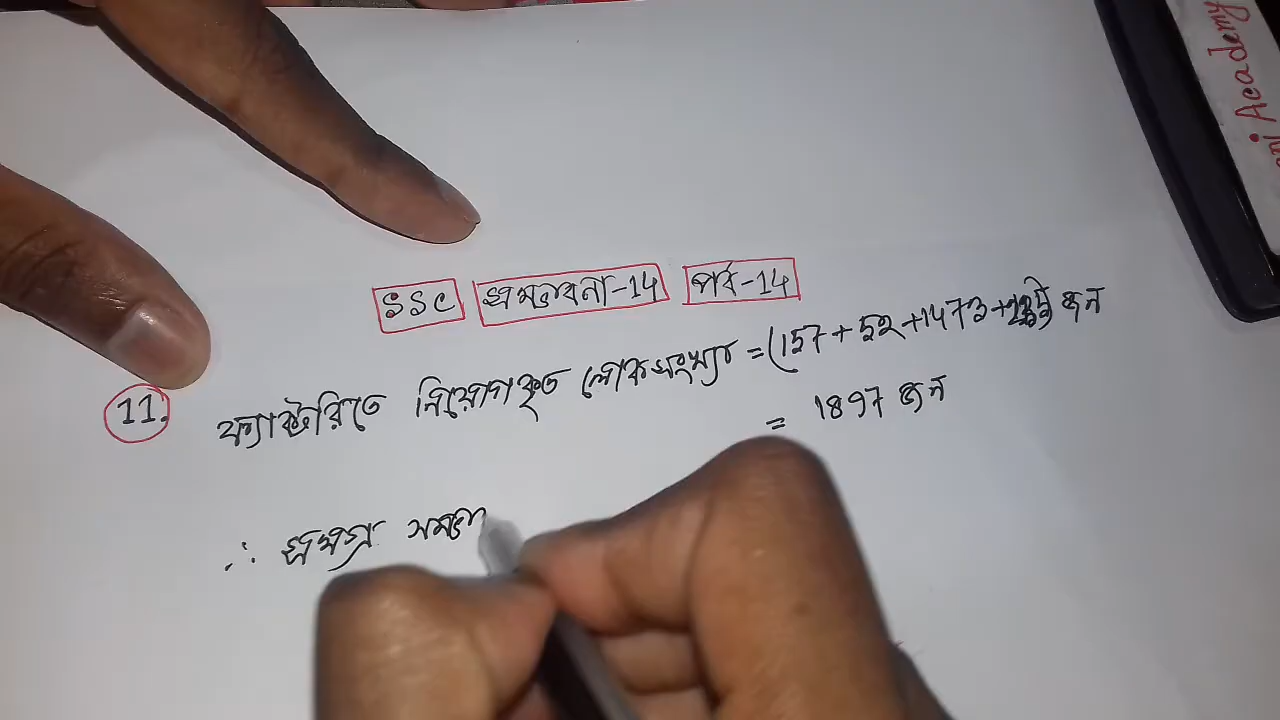 SSC সম্ভাবনা-14 পর্ব-14
11. ফ্যাক্টরিতে নিয়োগকৃত লোকসংখ্যা =(157+52+1473+215) জন
= 1897 জন
∴ সমগ্র সম্ভা
Academy